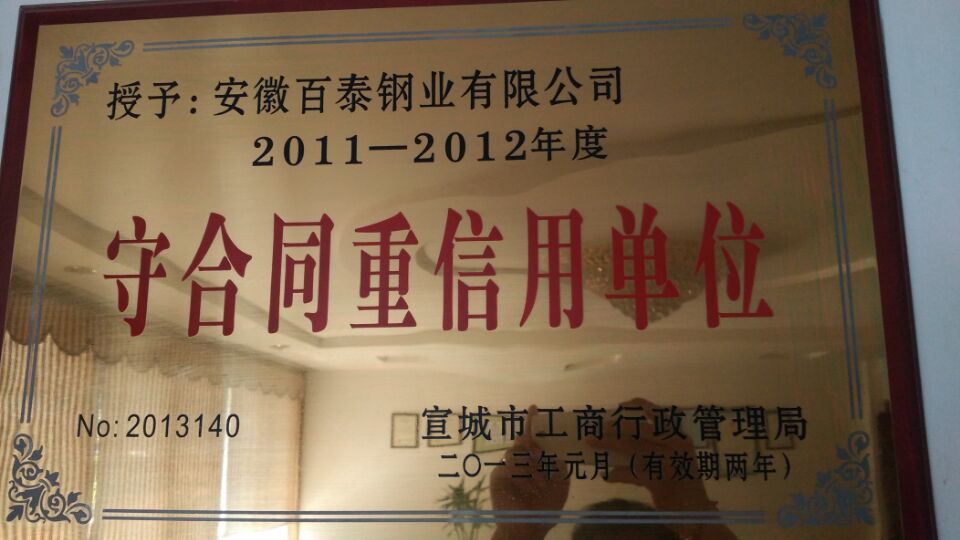 授予：安徽百泰钢业有限公司
2011—2012年度
守合同重信用单位
No: 2013140
宣城市工商行政管理局
二〇一三年元月（有效期两年）